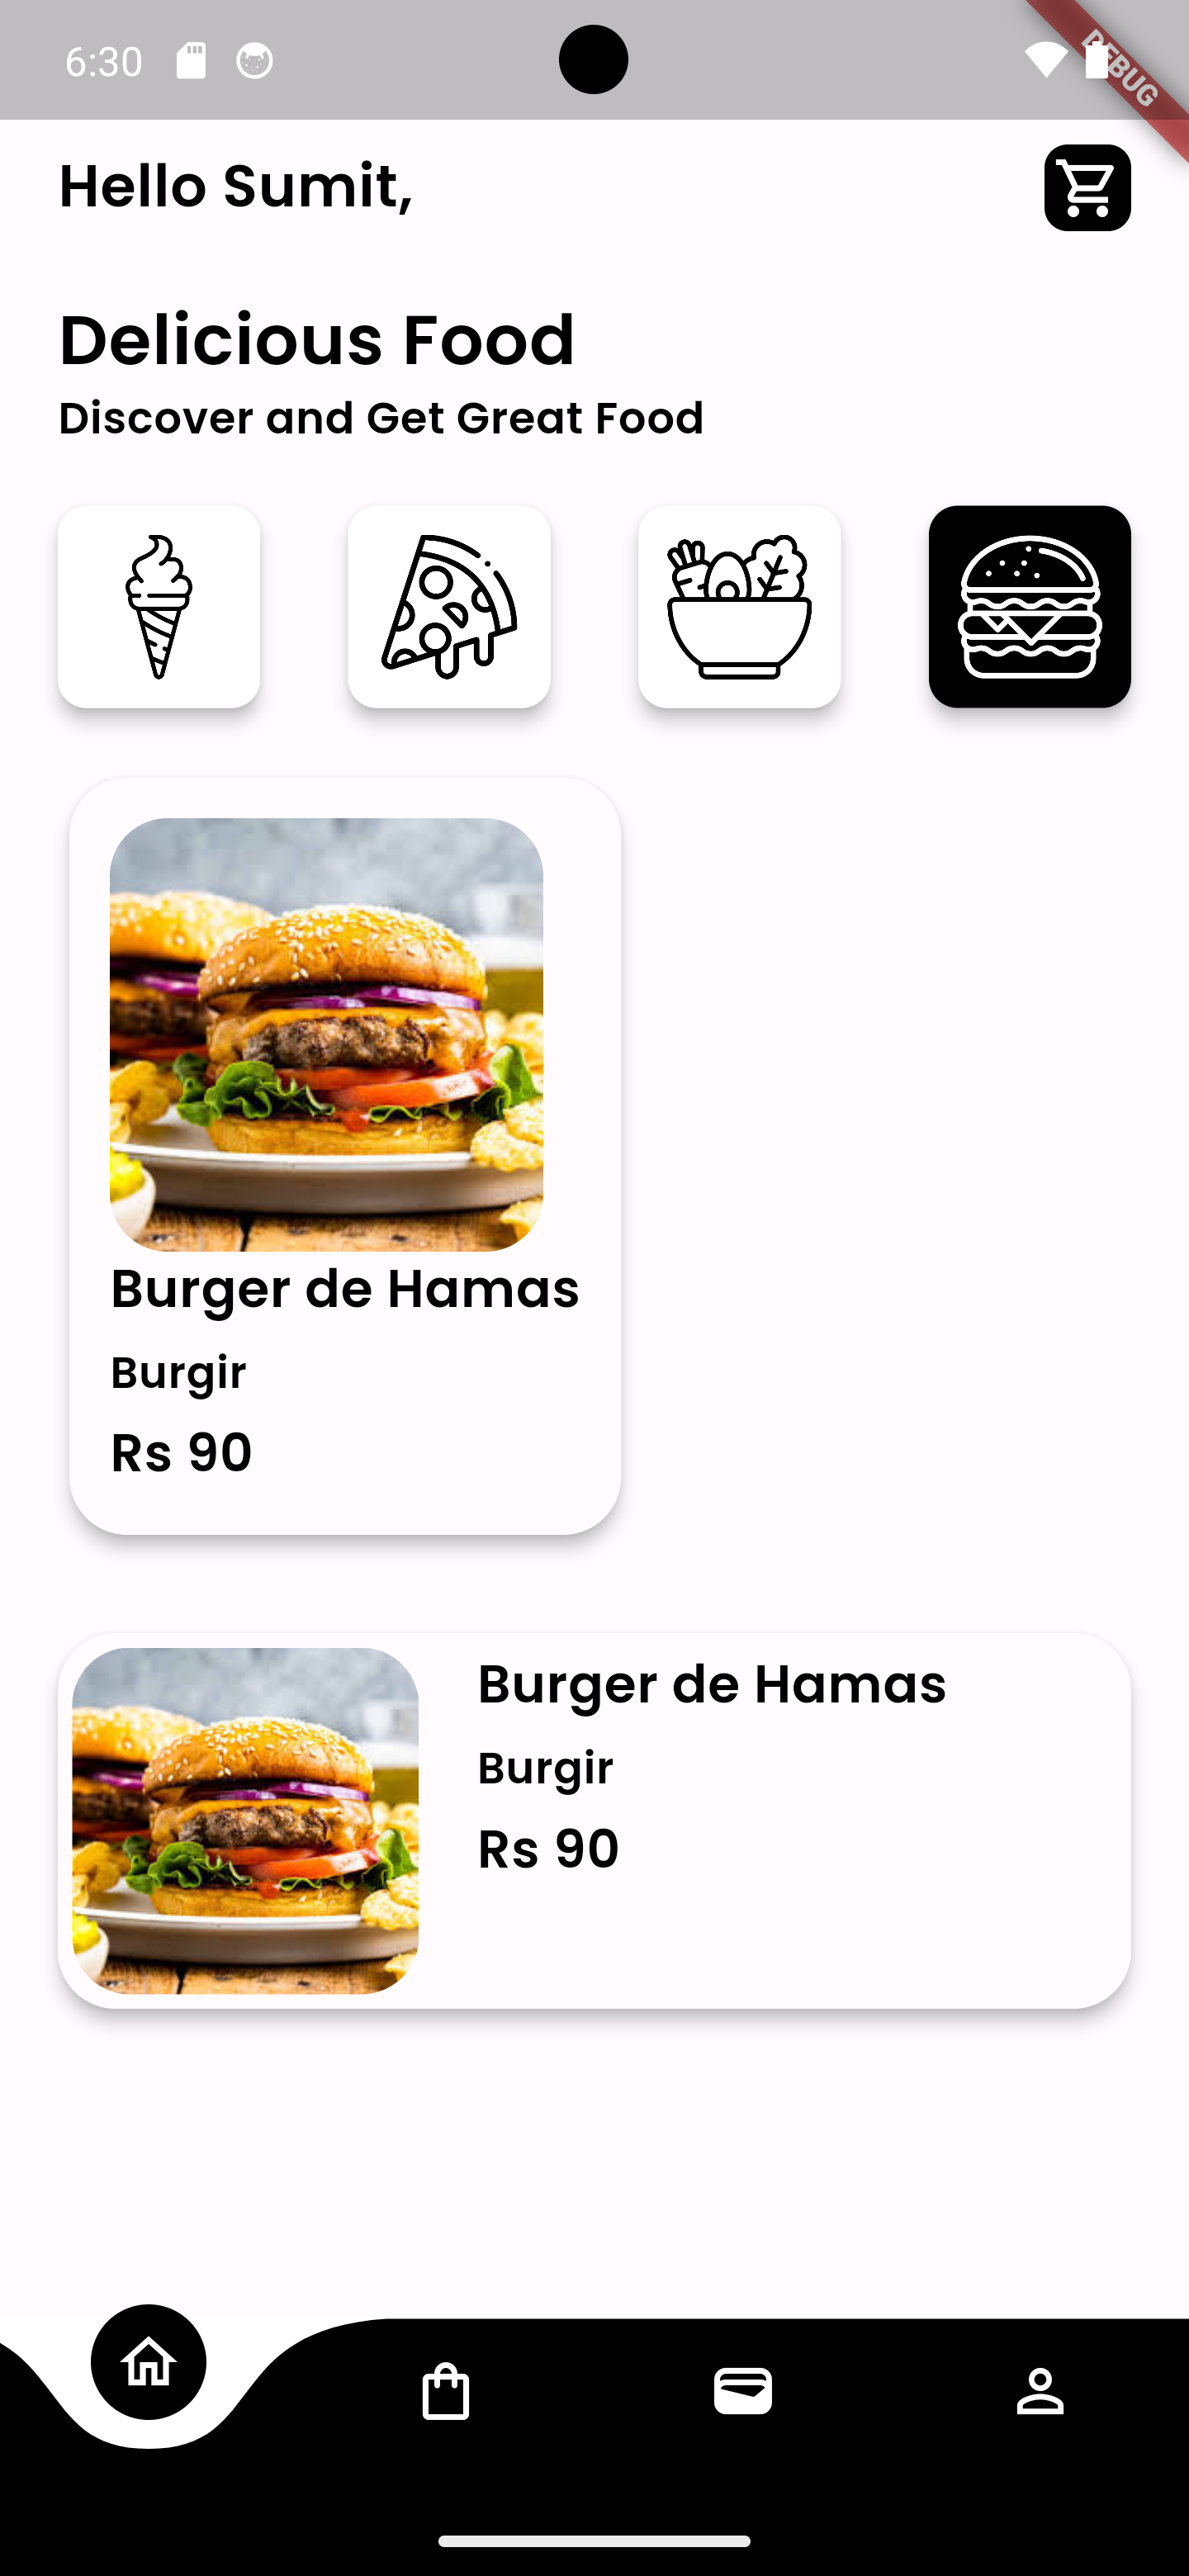 6:30
DEBUG
Hello Sumit,
Delicious Food
Discover and Get Great Food
Burger de Hamas
Burgir
Rs 90
Burger de Hamas
Burgir
Rs 90